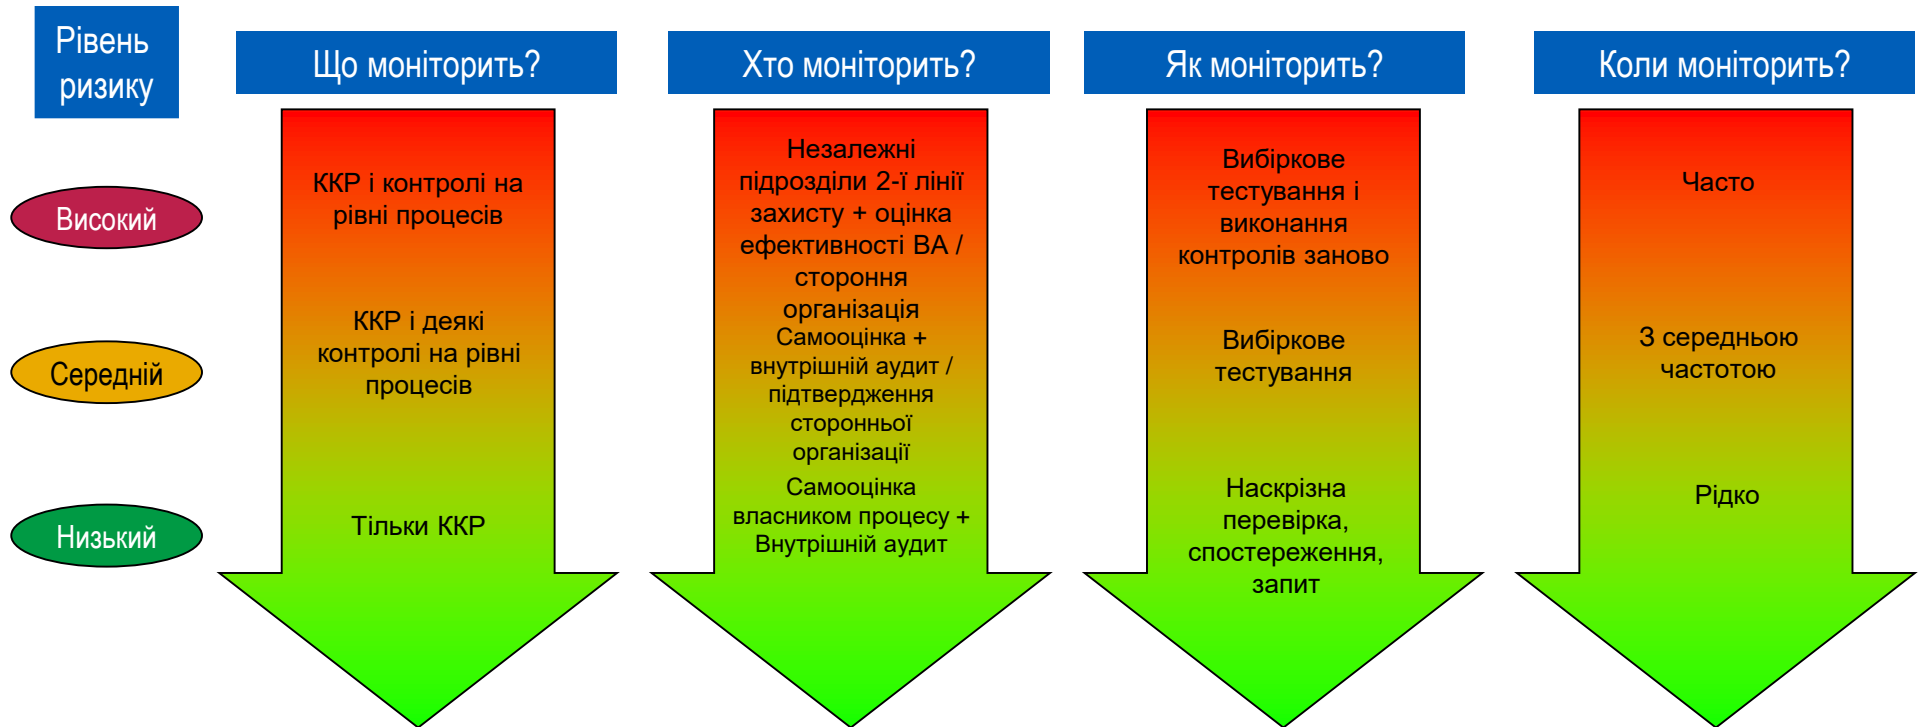 Рівень
ризику
Що моніторить?
Хто моніторить?
Як моніторить?
Коли моніторить?
Високий
ККР і контролі на
рівні процесів
Незалежні
підрозділи 2-ї лінії
захисту + оцінка
ефективності ВА /
стороння
організація
Вибіркове
тестування і
виконання
контролів заново
Часто
Середній
ККР і деякі
контролі на рівні
процесів
Самооцінка +
внутрішній аудит /
підтвердження
сторонньої
організації
Вибіркове
тестування
З середньою
частотою
Низький
Тільки ККР
Самооцінка
власником процесу +
Внутрішній аудит
Наскрізна
перевірка,
спостереження,
запит
Рідко